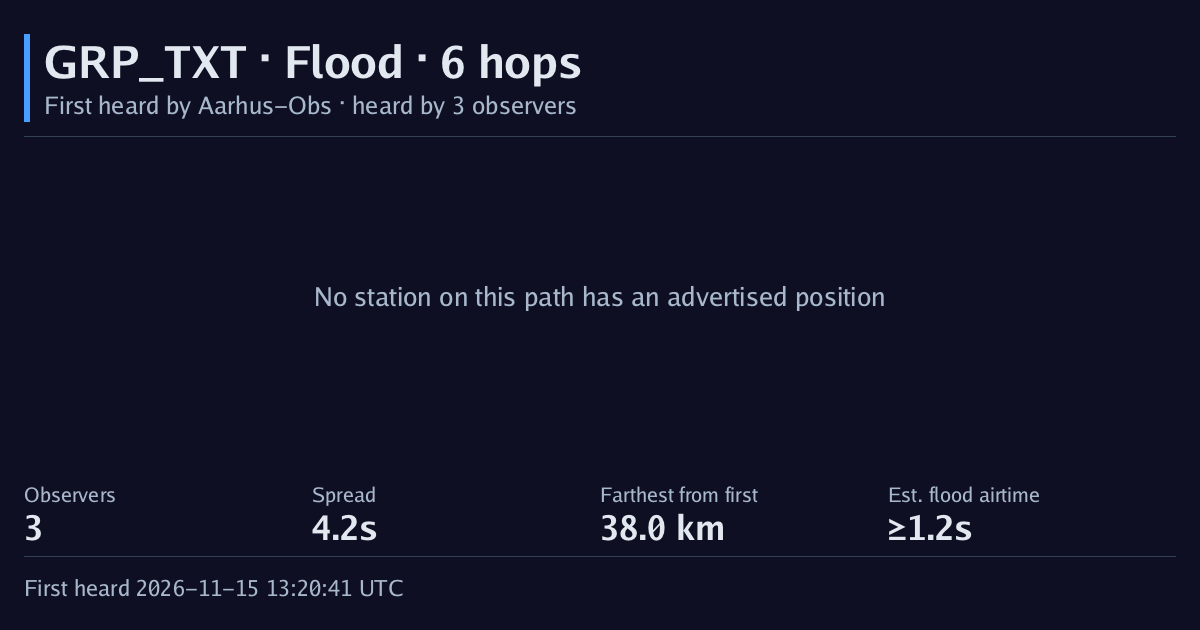 GRP_TXT · Flood · 6 hops
First heard by Aarhus–Obs · heard by 3 observers
No station on this path has an advertised position
Observers
3
Spread
4.2s
Farthest from first
38.0 km
Est. flood airtime
≥1.2s
First heard 2026–11–15 13:20:41 UTC